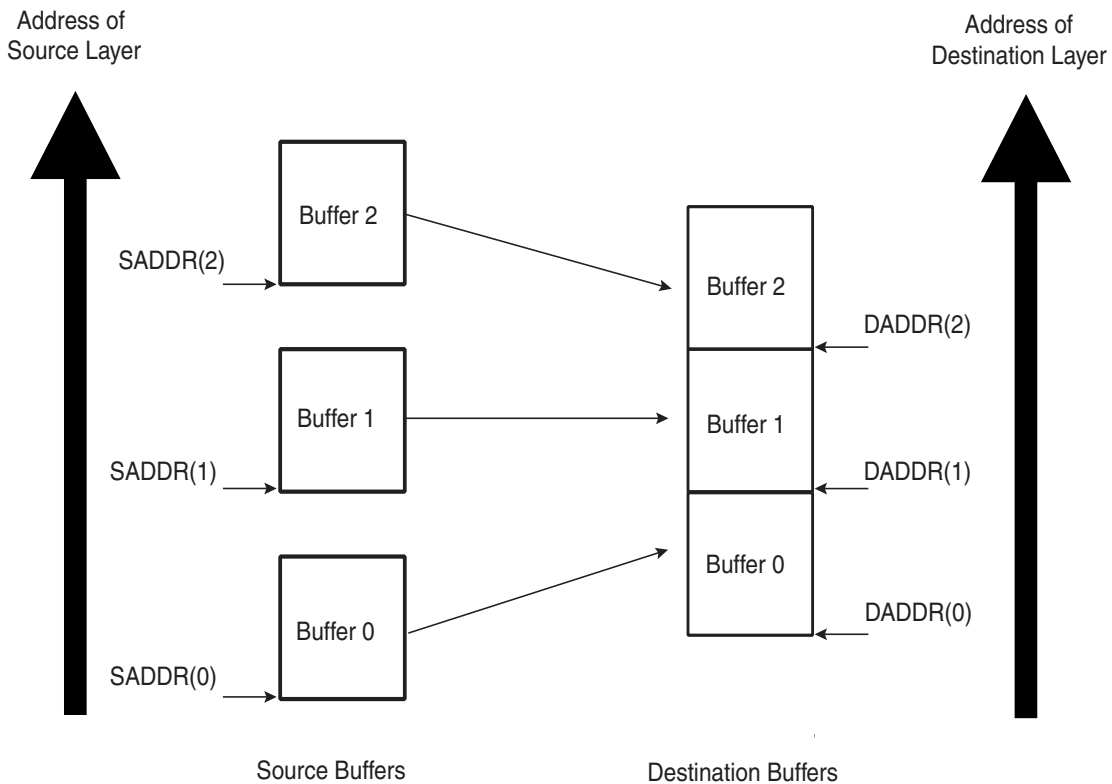 Address of
Source Layer
Address of
Destination Layer
Buffer 2
SADDR(2)
Buffer 2
DADDR(2)
Buffer 1
Buffer 1
SADDR(1)
DADDR(1)
Buffer 0
DADDR(0)
Buffer 0
SADDR(0)
Source Buffers
Destination Buffers